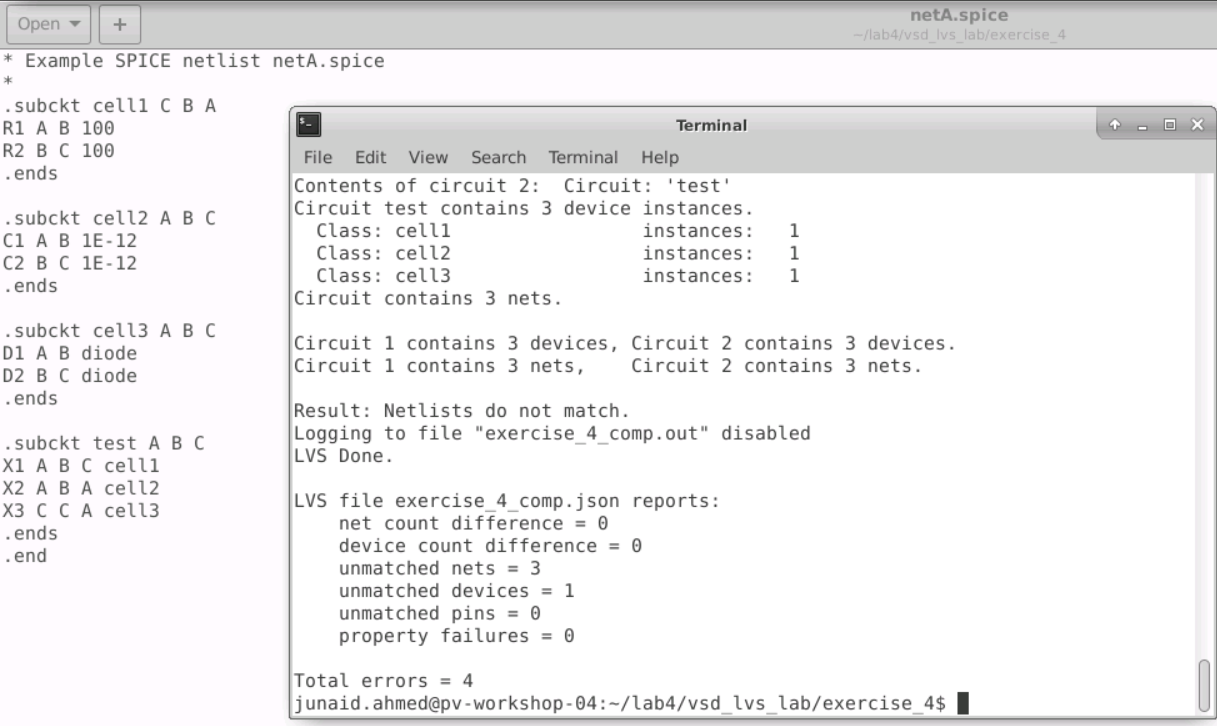 Open
+
netA.spice
~/lab4/vsd_lvs_lab/exercise_4
* Example SPICE netlist netA.spice
*
.subckt cell1 C B A
R1 A B 100
R2 B C 100
.ends
.subckt cell2 A B C
C1 A B 1E-12
C2 B C 1E-12
.ends
.subckt cell3 A B C
D1 A B diode
D2 B C diode
.ends
.subckt test A B C
X1 A B C cell1
X2 A B A cell2
X3 C C A cell3
.ends
.end
Terminal
File Edit View Search Terminal Help
Contents of circuit 2:  Circuit: 'test'
Circuit test contains 3 device instances.
  Class: cell1                 instances:   1
  Class: cell2                 instances:   1
  Class: cell3                 instances:   1
Circuit contains 3 nets.
Circuit 1 contains 3 devices, Circuit 2 contains 3 devices.
Circuit 1 contains 3 nets,    Circuit 2 contains 3 nets.
Result: Netlists do not match.
Logging to file "exercise_4_comp.out" disabled
LVS Done.
LVS file exercise_4_comp.json reports:
    net count difference = 0
    device count difference = 0
    unmatched nets = 3
    unmatched devices = 1
    unmatched pins = 0
    property failures = 0
Total errors = 4
junaid.ahmed@pv-workshop-04:~/lab4/vsd_lvs_lab/exercise_4$